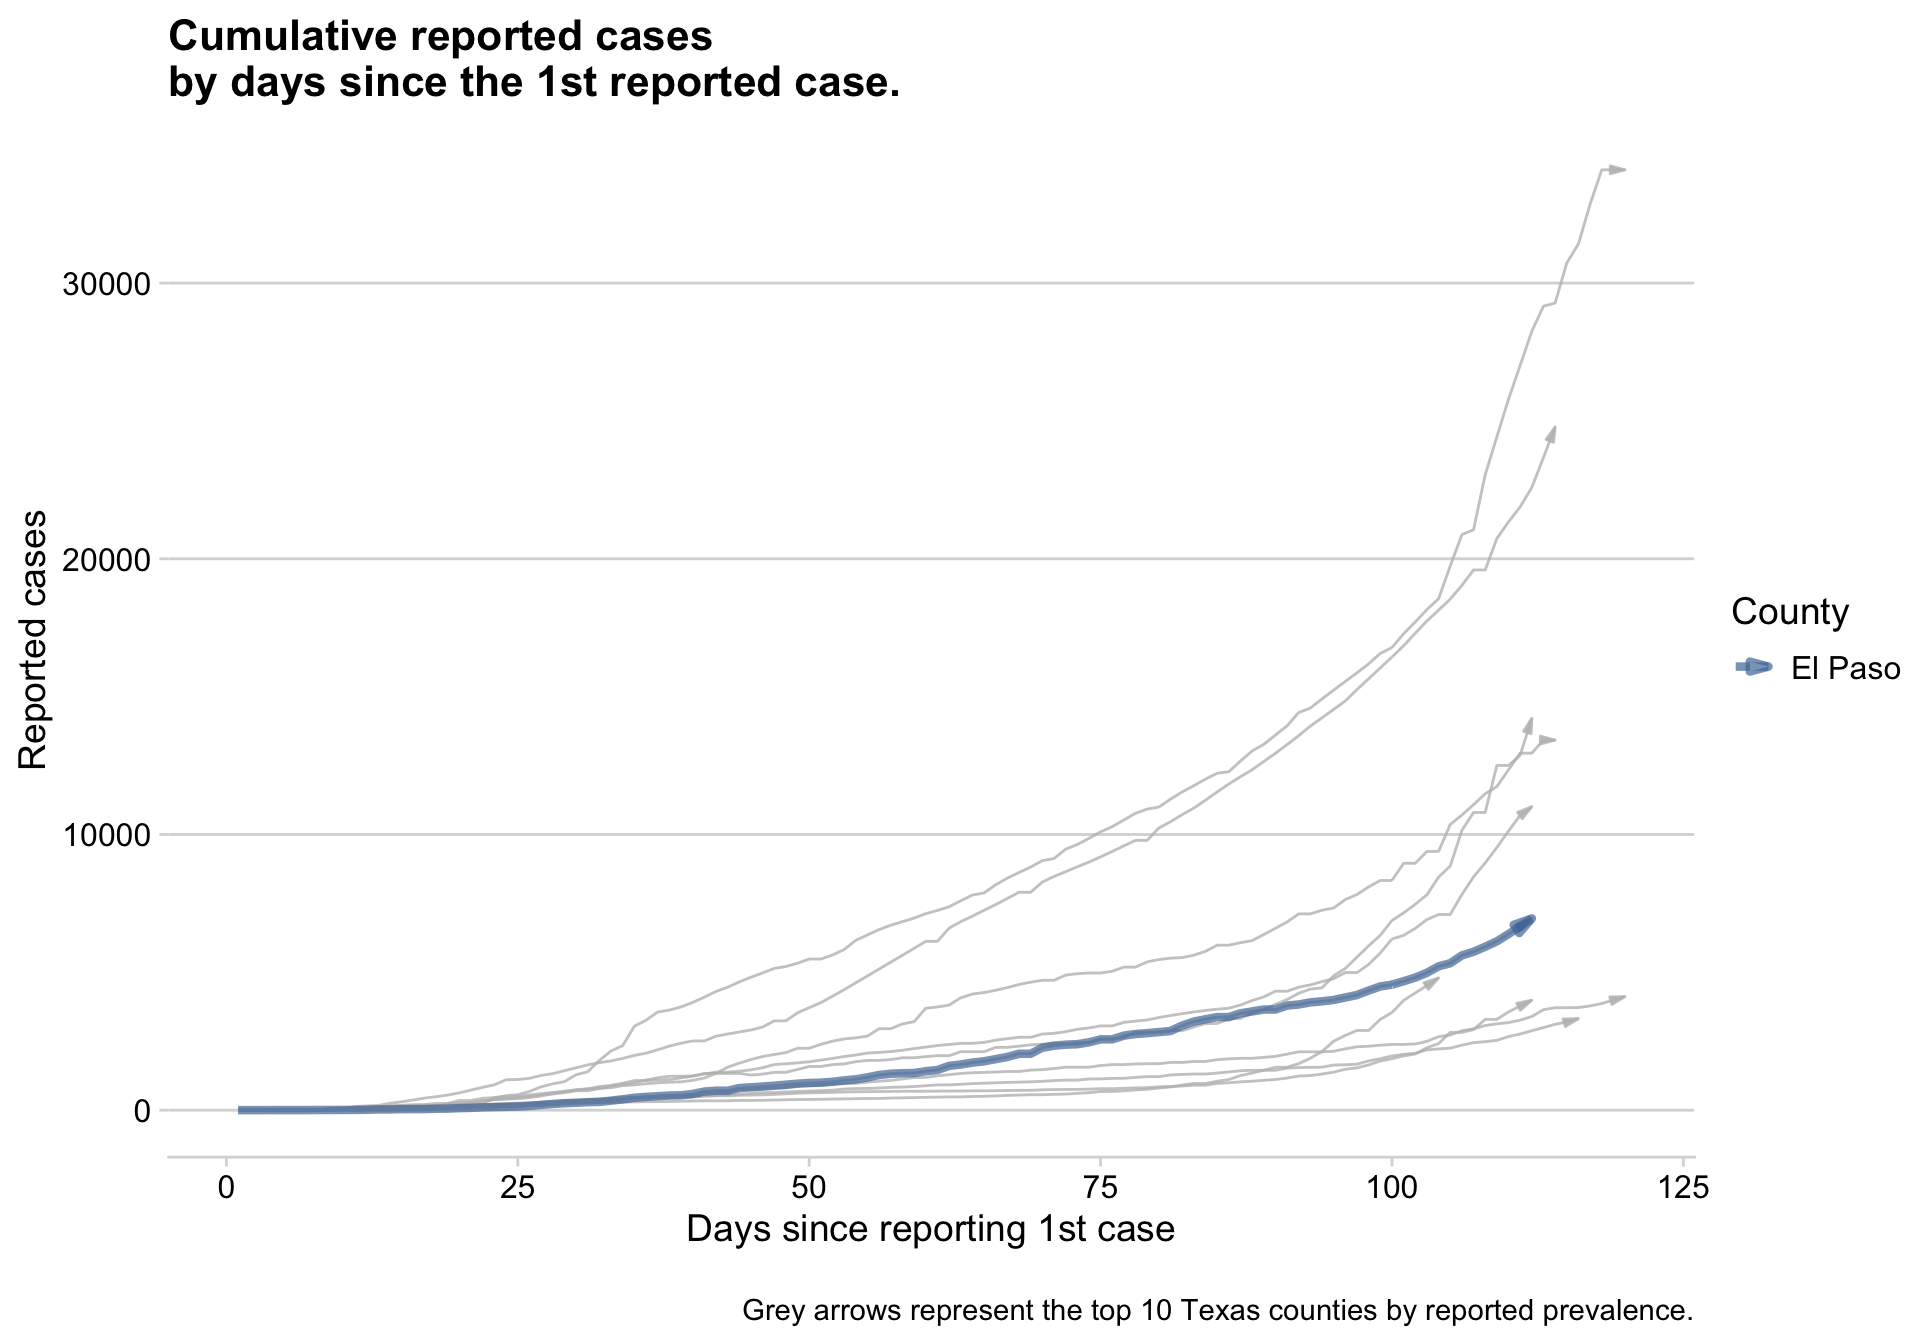 Cumulative reported cases
by days since the 1st reported case.
30000
20000
10000
0
Reported cases
0 25 50 75 100 125
Days since reporting 1st case
County
El Paso
Grey arrows represent the top 10 Texas counties by reported prevalence.